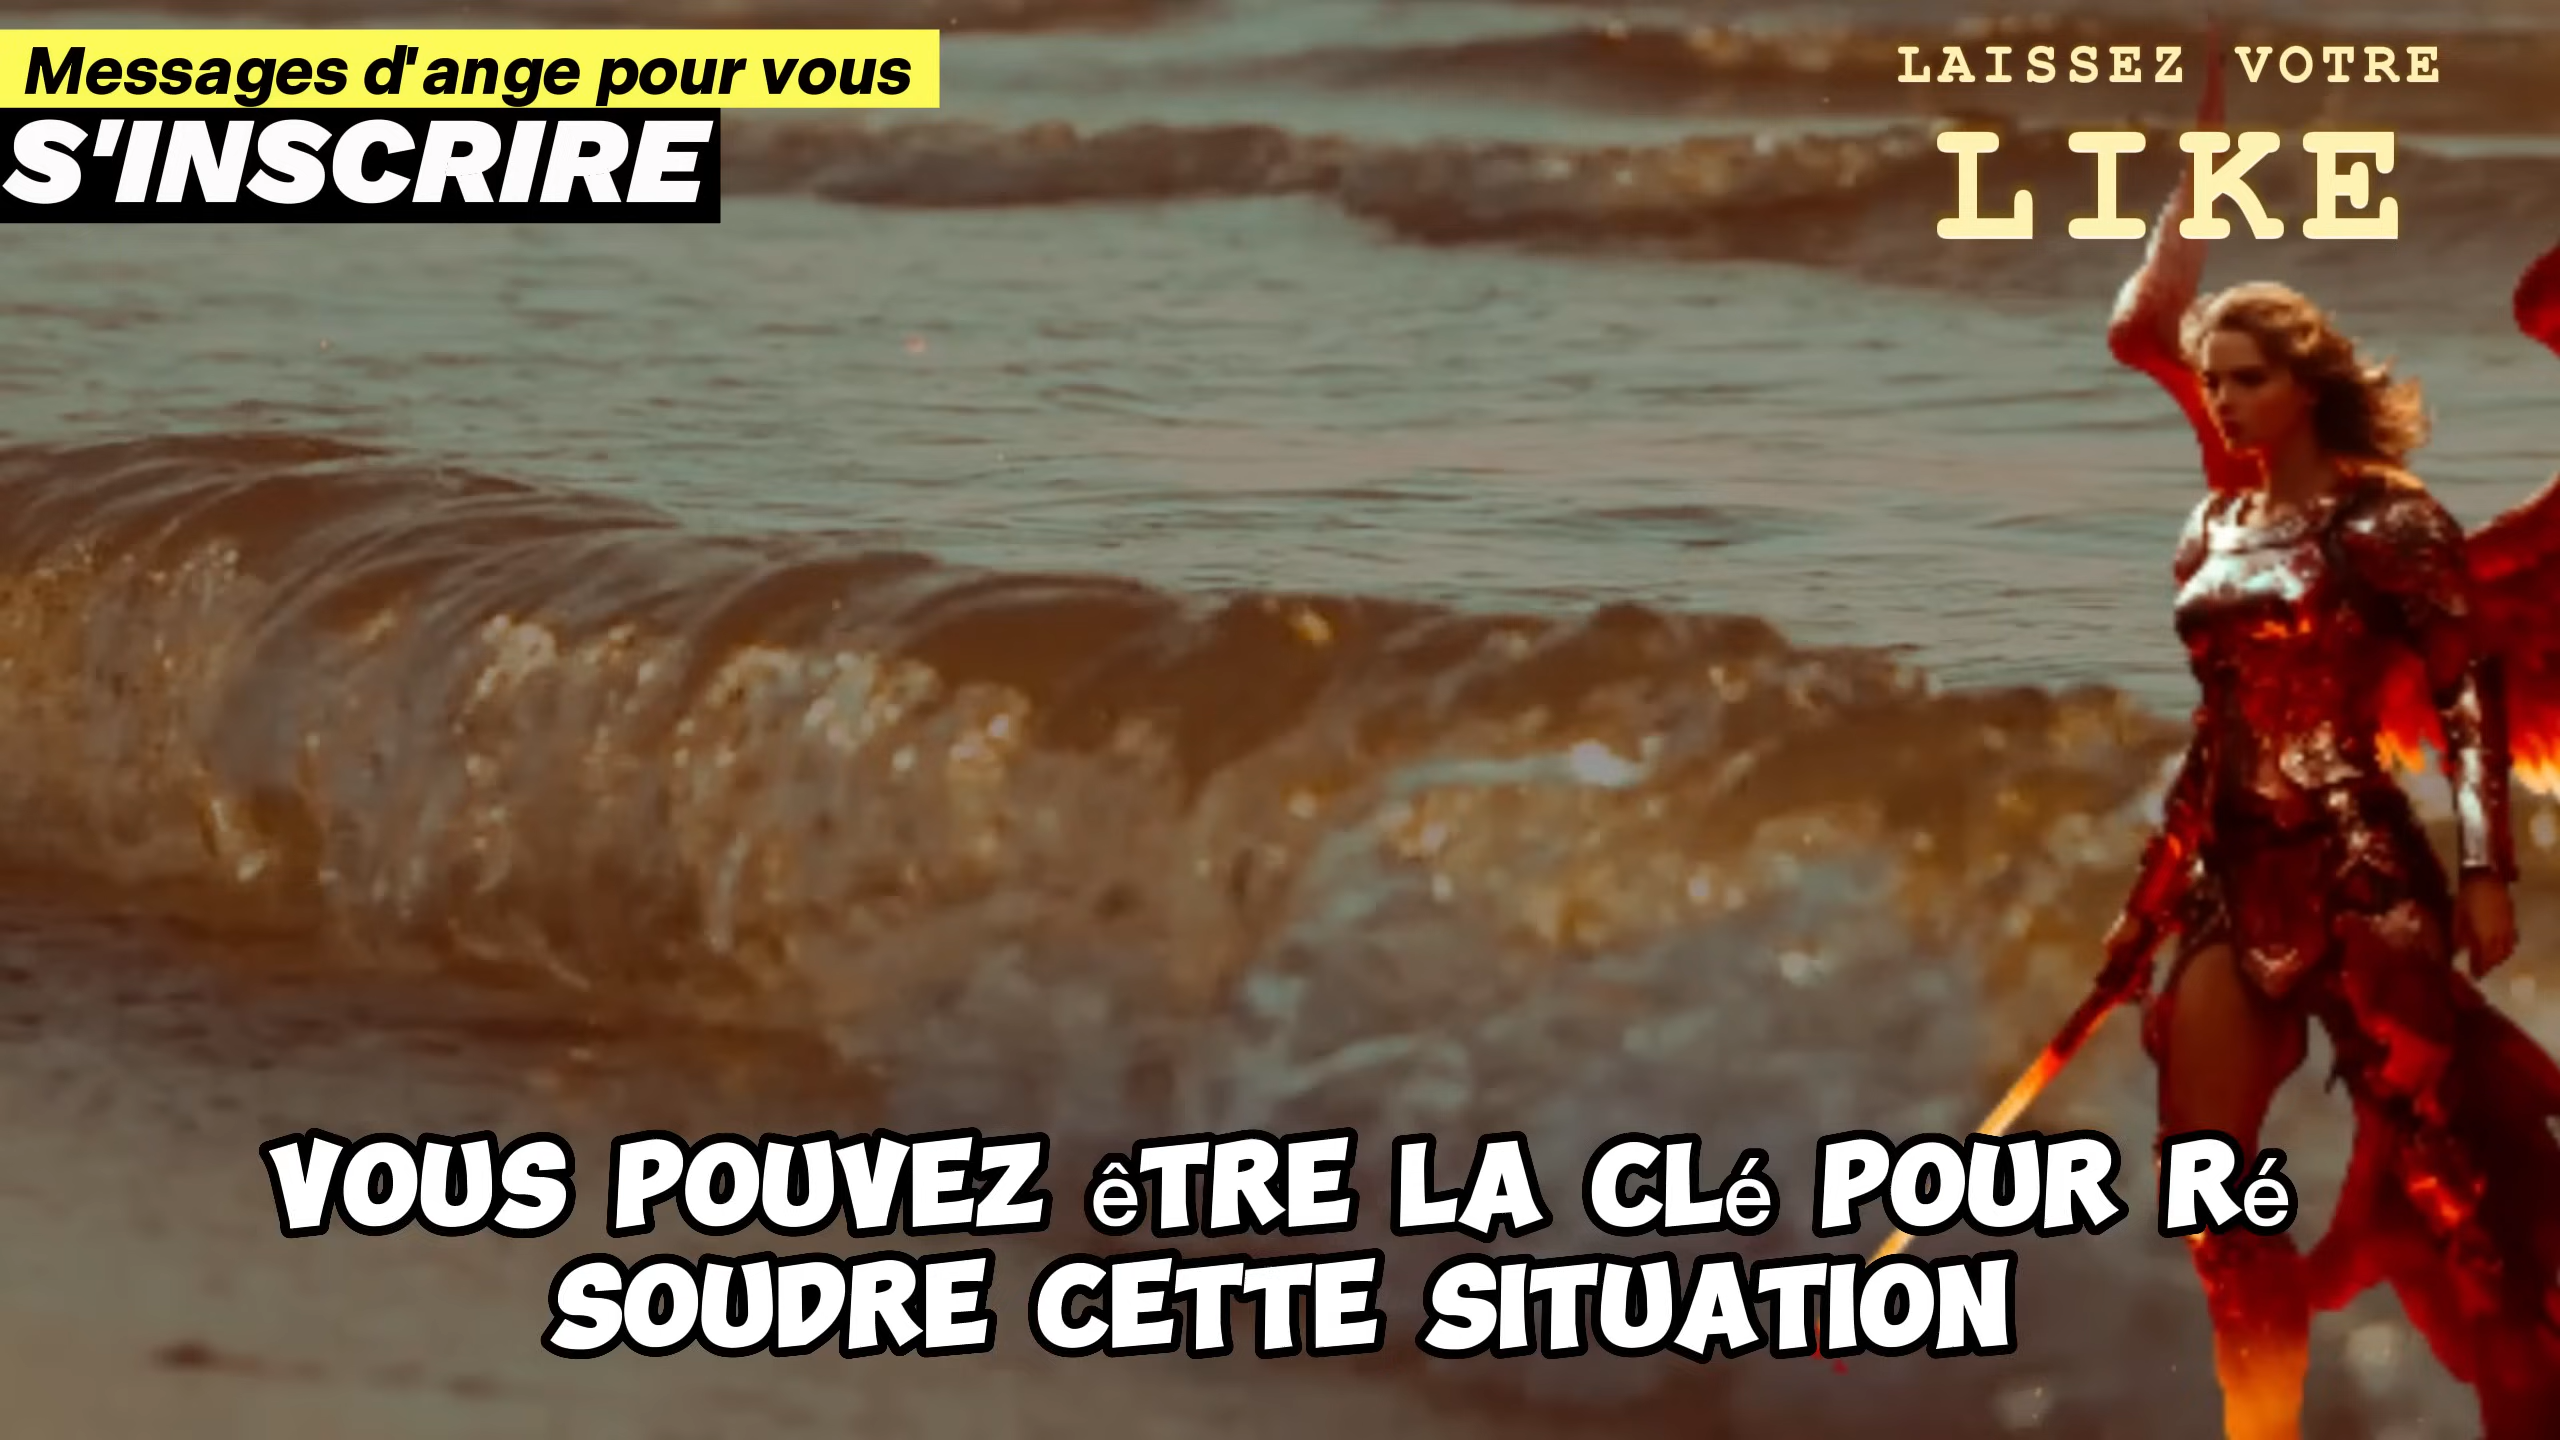 Messages d'ange pour vous
S'INSCRIRE
LAISSEZ VOTRE
LIKE
VOUS POUVEZ êTRE LA CLé POUR Ré
SOUDRE CETTE SITUATION